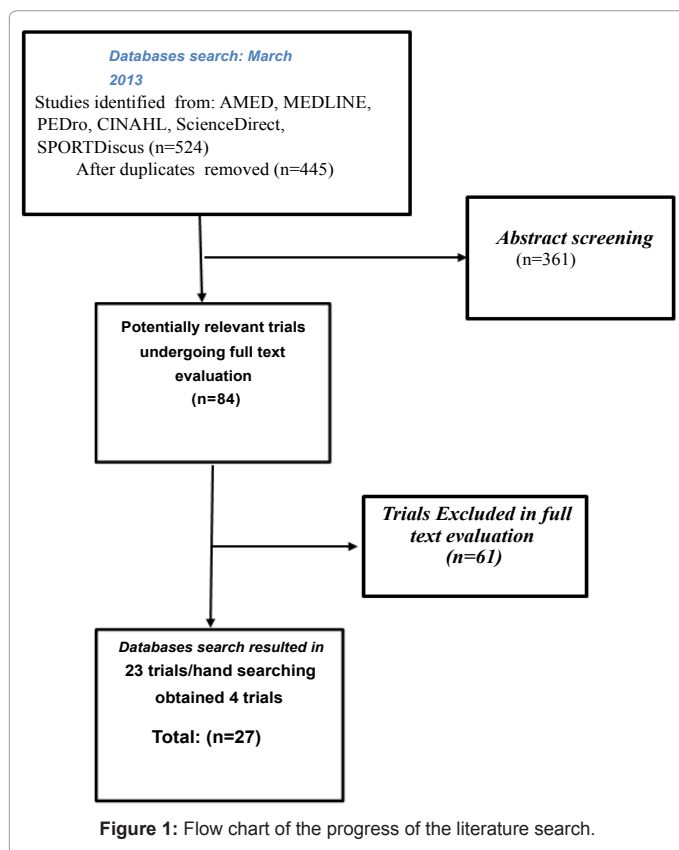 Databases search: March
2013
Studies identified from: AMED, MEDLINE,
PEDro, CINAHL, ScienceDirect,
SPORTDiscus (n=524)
After duplicates removed (n=445)
Abstract screening
(n=361)
Potentially relevant trials
undergoing full text
evaluation
(n=84)
Trials Excluded in full
text evaluation
(n=61)
Databases search resulted in
23 trials/hand searching
obtained 4 trials
Total: (n=27)
Figure 1: Flow chart of the progress of the literature search.